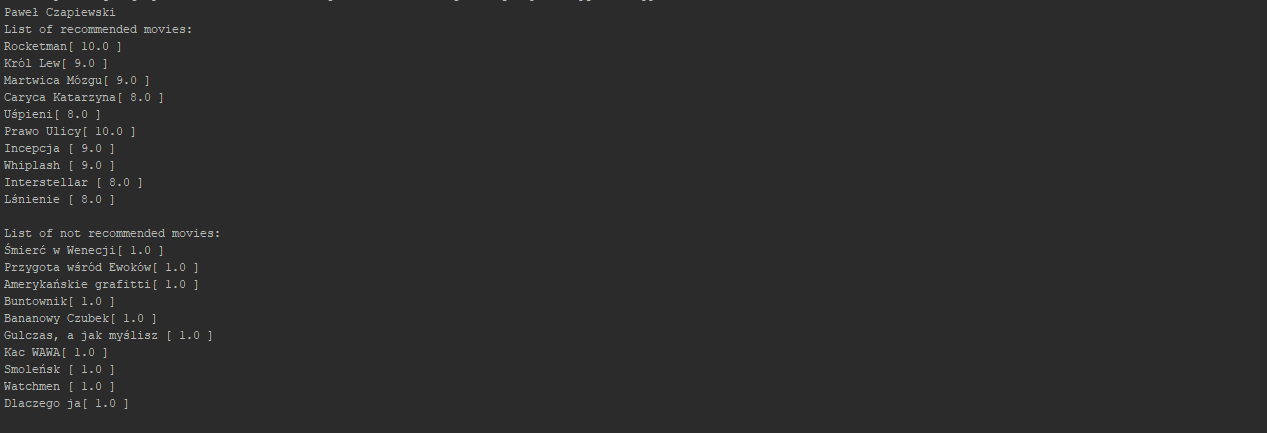 Paweł Czapiewski
List of recommended movies:
Rocketman[ 10.0 ]
Król Lew[ 9.0 ]
Martwica Mózgu[ 9.0 ]
Caryca Katarzyna[ 8.0 ]
Uśpieni[ 8.0 ]
Prawo Ulicy[ 10.0 ]
Incepcja [ 9.0 ]
Whiplash [ 9.0 ]
Interstellar [ 8.0 ]
Lśnienie [ 8.0 ]
List of not recommended movies:
Śmierć w Wenecji[ 1.0 ]
Przygota wśród Ewoków[ 1.0 ]
Amerykańskie grafitti[ 1.0 ]
Buntownik[ 1.0 ]
Bananowy Czubek[ 1.0 ]
Gulczas, a jak myślisz [ 1.0 ]
Kac WAWA[ 1.0 ]
Smoleńsk [ 1.0 ]
Watchmen [ 1.0 ]
Dlaczego ja[ 1.0 ]